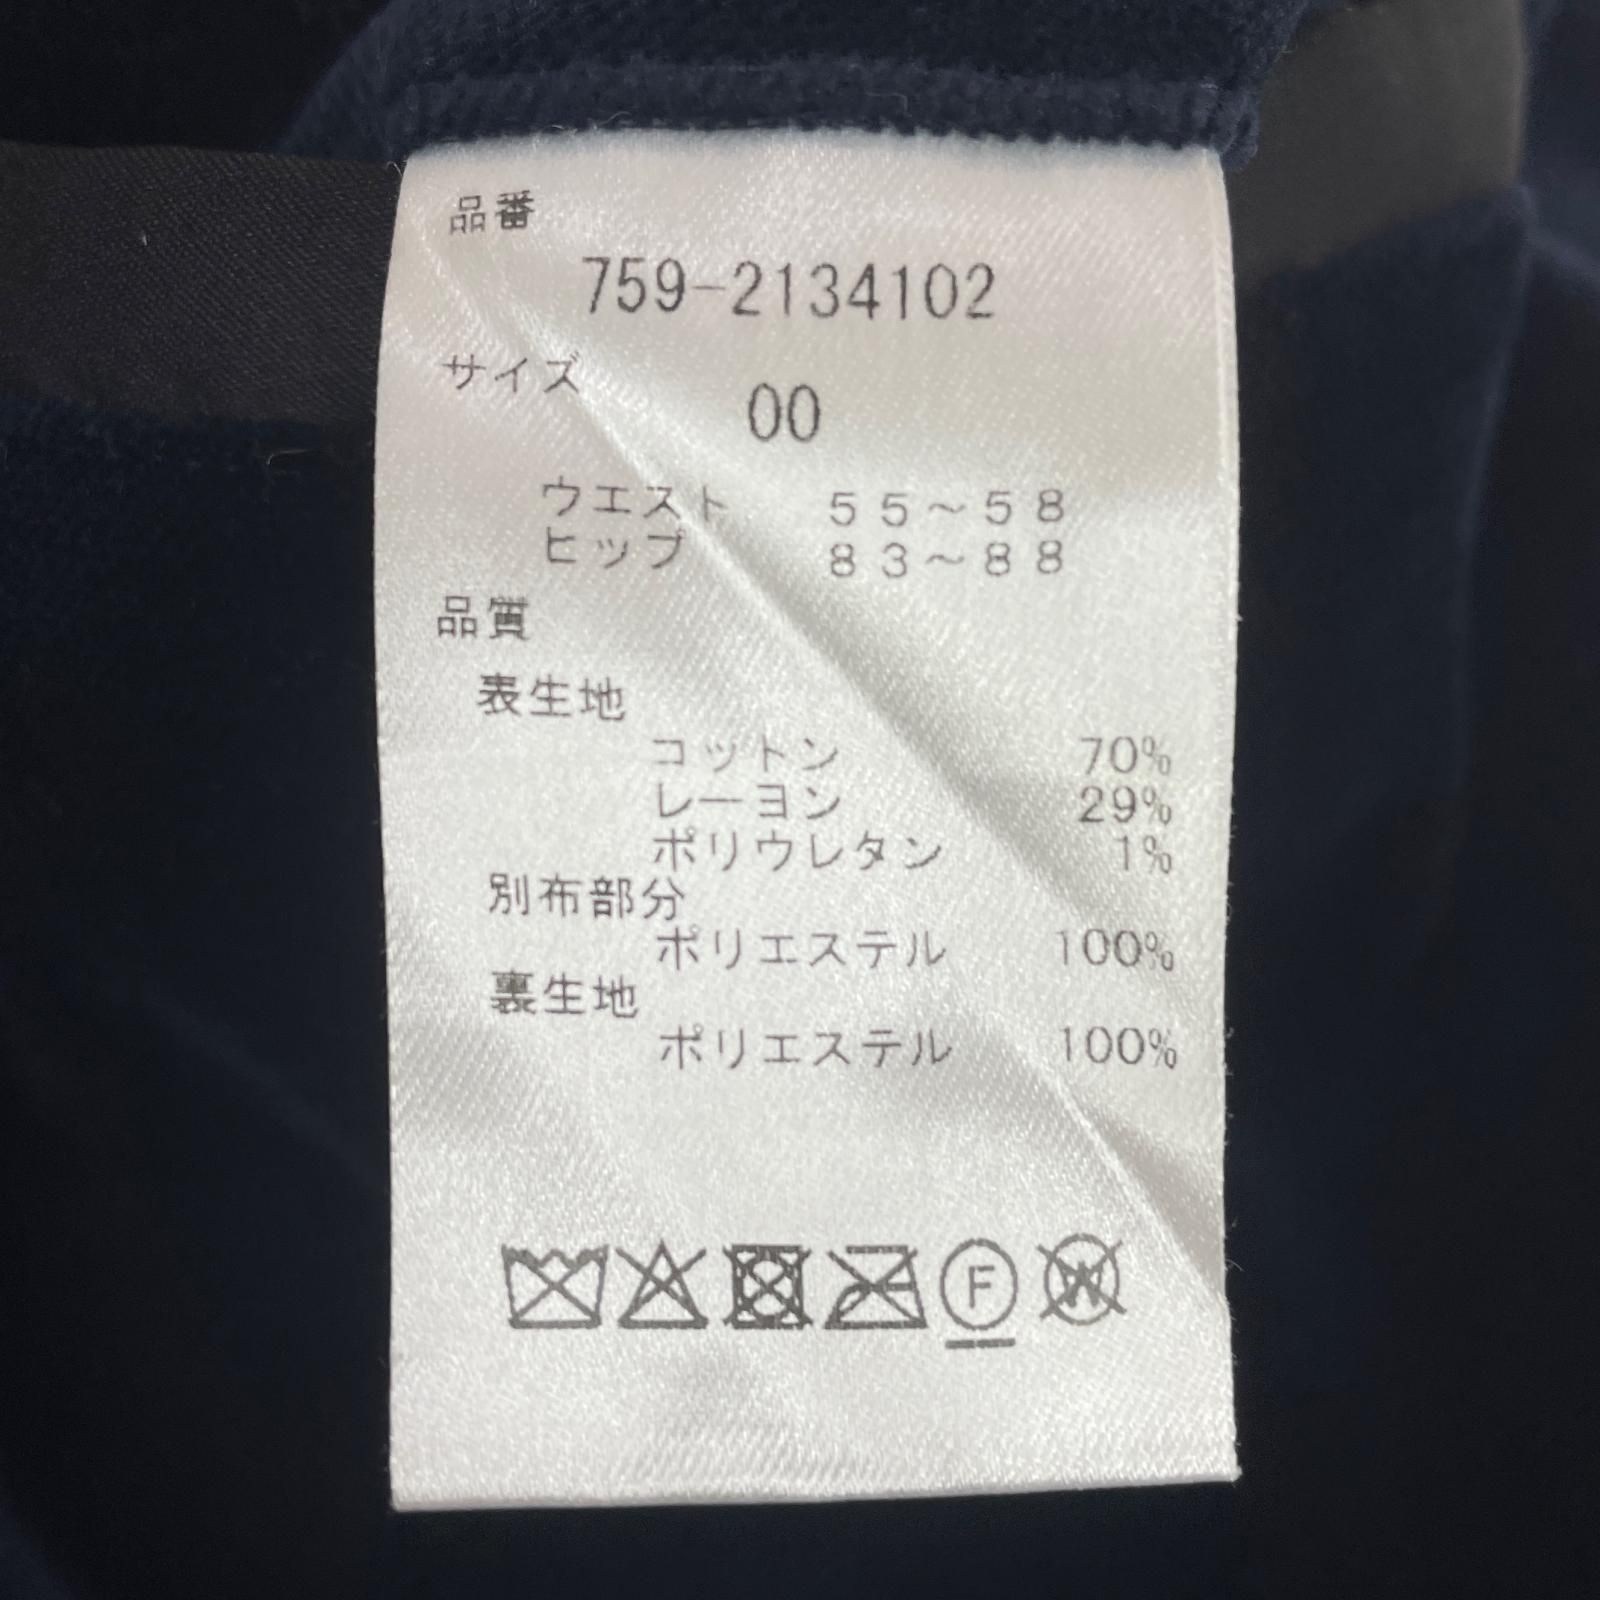 品番
759-2134102
サイズ
00
ウエスト 55～58
ヒップ 83～88
品質
表生地
コットン 70%
レーヨン 29%
ポリウレタン 1%
別布部分
ポリエステル 100%
裏生地
ポリエステル 100%
F W